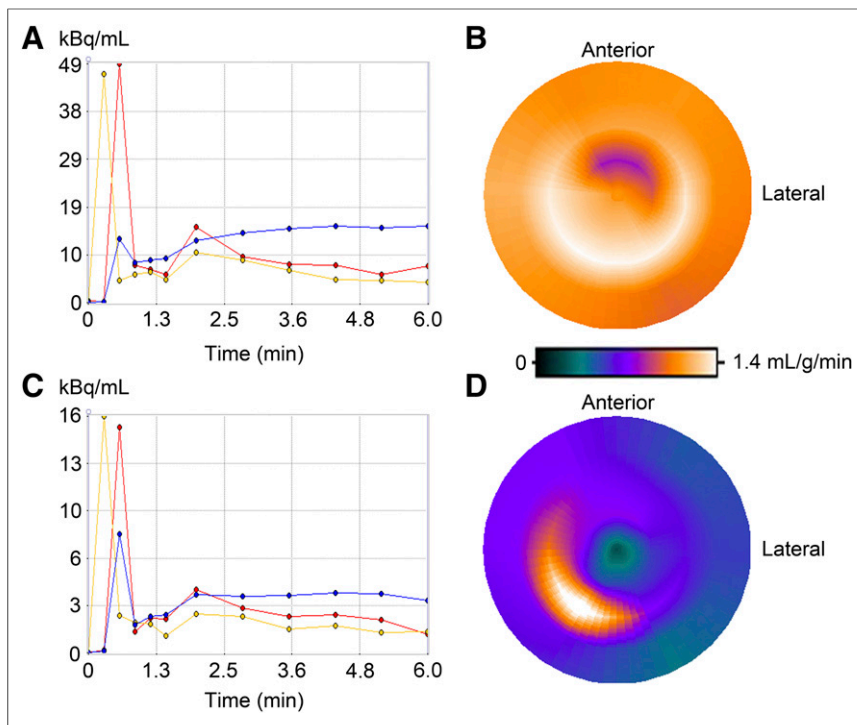 A
kBq/mL
49
38
29
19
10
0
0 1.3 2.5 3.6 4.8 6.0
Time (min)
B
Anterior
Lateral
0 1.4 mL/g/min
C
kBq/mL
16
13
10
6
3
0
0 1.3 2.5 3.6 4.8 6.0
Time (min)
D
Anterior
Lateral